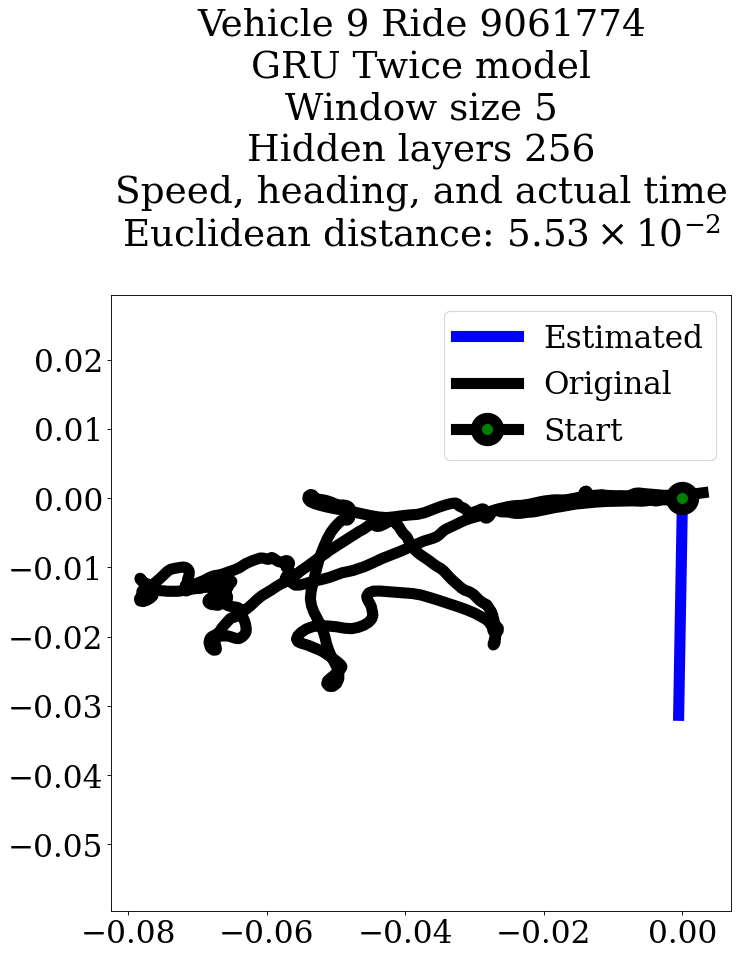 Vehicle 9 Ride 9061774
GRU Twice model
Window size 5
Hidden layers 256
Speed, heading, and actual time
Euclidean distance: 5.53 × 10⁻²
Estimated
Original
Start
0.02
0.01
0.00
−0.01
−0.02
−0.03
−0.04
−0.05
−0.08 −0.06 −0.04 −0.02 0.00